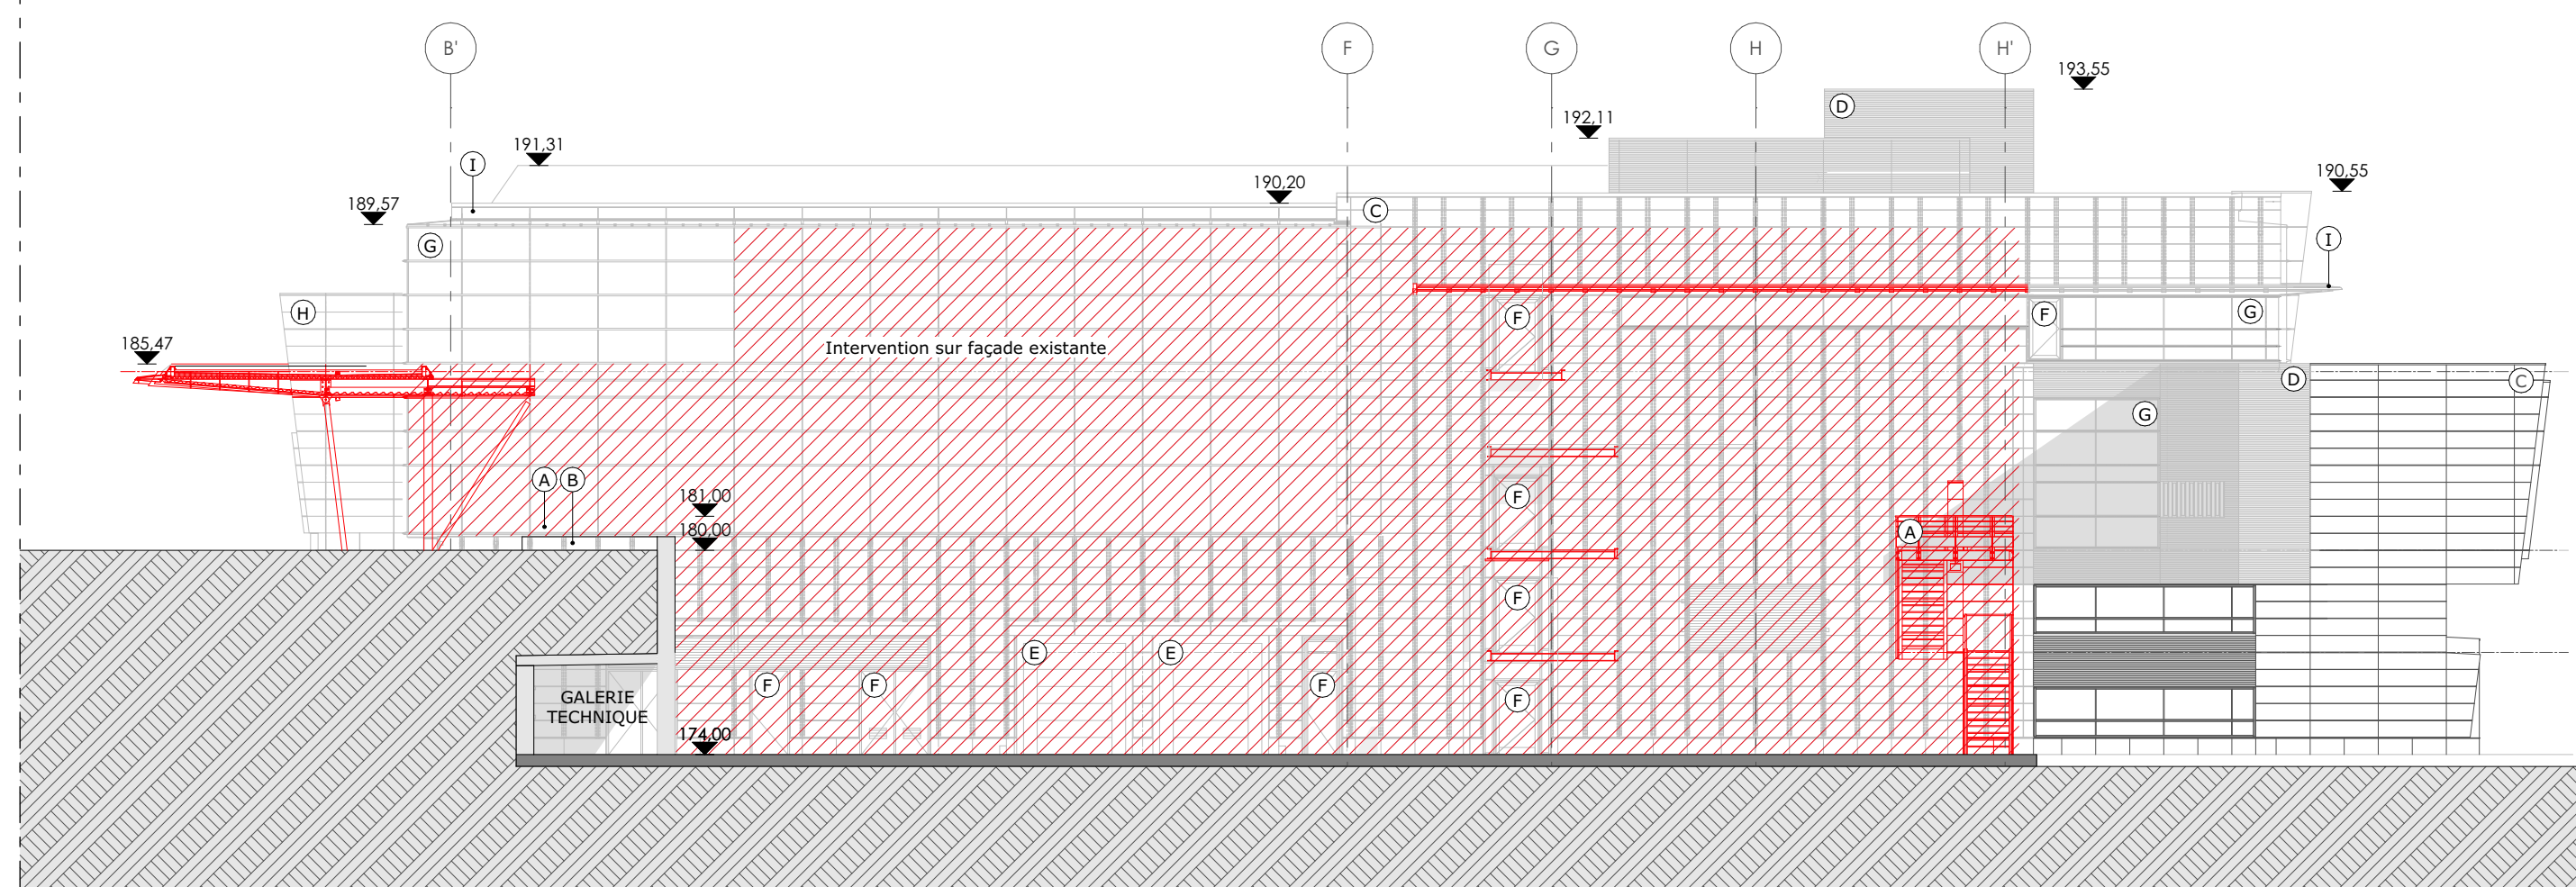 B'
F
G
H
H'
193,55
D
192,11
191,31
I
190,20
190,55
189,57
C
G
I
H
F
F
G
185,47
Intervention sur façade existante
D
C
G
A
B
181,00
F
180,00
A
F
E
E
F
F
F
F
GALERIE
TECHNIQUE
174,00